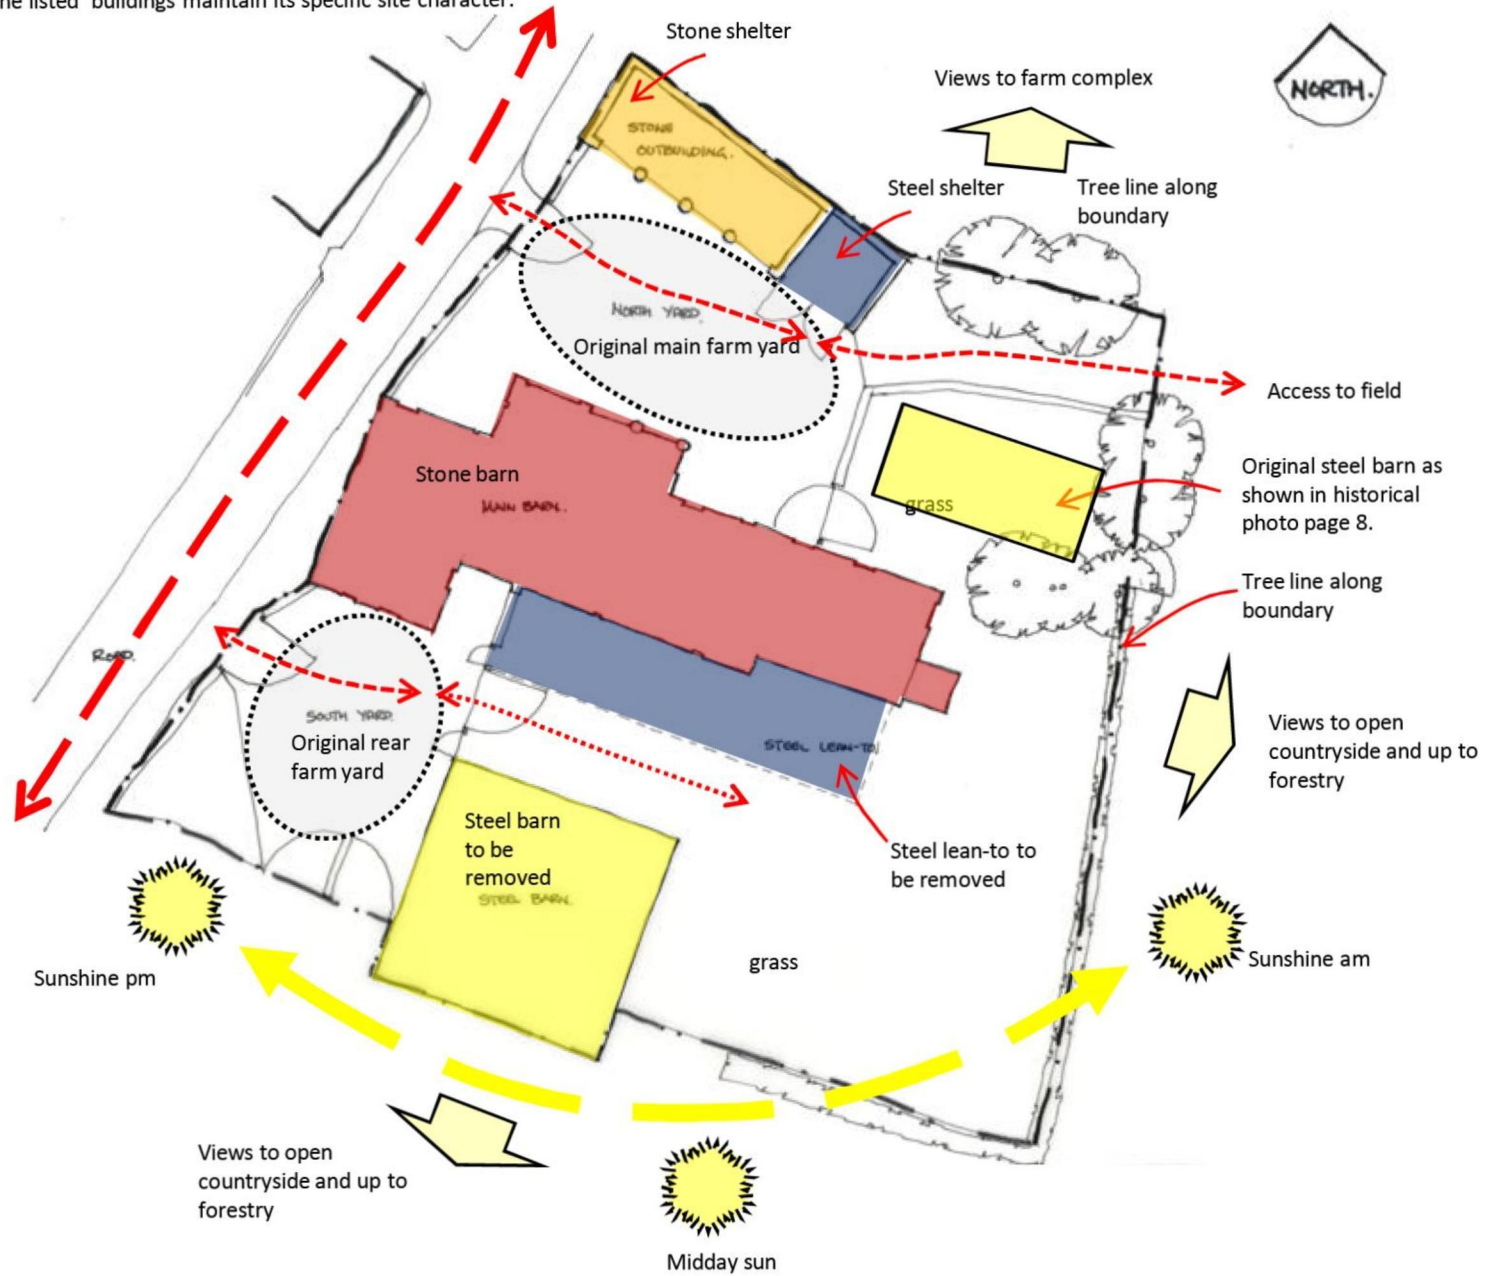 he listed buildings maintain its specific site character.
Stone shelter
Views to farm complex
NORTH.
STONE
OUTBUILDING.
Steel shelter
Tree line along
boundary
NORTH YARD.
Original main farm yard
Access to field
Stone barn
MAIN BARN.
grass
Original steel barn as
shown in historical
photo page 8.
Tree line along
boundary
ROAD.
SOUTH YARD.
Original rear
farm yard
STEEL LEAN-TO
Views to open
countryside and up to
forestry
Steel barn
to be
removed
STEEL BARN.
Steel lean-to to
be removed
Sunshine pm
grass
Sunshine am
Views to open
countryside and up to
forestry
Midday sun